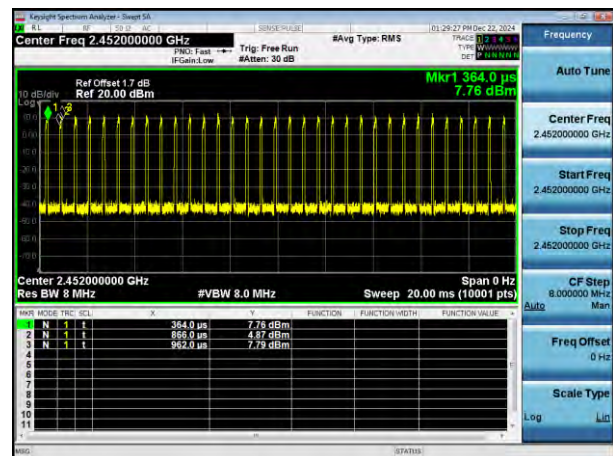 Keysight Spectrum Analyzer - Swept SA
RL RF 50 Ω AC SENSE:PULSE 01:29:27 PM Dec 22, 2024
Center Freq 2.452000000 GHz #Avg Type: RMS TRACE 1 2 3 4 5 6
PNO: Fast Trig: Free Run TYPE WWWWWW
IFGain:Low #Atten: 30 dB DET P N N N N N
Frequency
Mkr1 364.0 µs
Ref Offset 1.7 dB
7.76 dBm
10 dB/div Ref 20.00 dBm
Log
1 3
Auto Tune
Center Freq
2.452000000 GHz
Start Freq
2.452000000 GHz
Stop Freq
2.452000000 GHz
Center 2.452000000 GHz Span 0 Hz
Res BW 8 MHz #VBW 8.0 MHz Sweep 20.00 ms (10001 pts)
CF Step
8.000000 MHz
Auto Man
MKR MODE TRC SCL X Y FUNCTION FUNCTION WIDTH FUNCTION VALUE
1 N 1 t 364.0 µs 7.76 dBm
2 N 1 t 866.0 µs 4.87 dBm
3 N 1 t 962.0 µs 7.79 dBm
4
5
6
7
8
9
10
11
Freq Offset
0 Hz
Scale Type
Log Lin
MSG STATUS